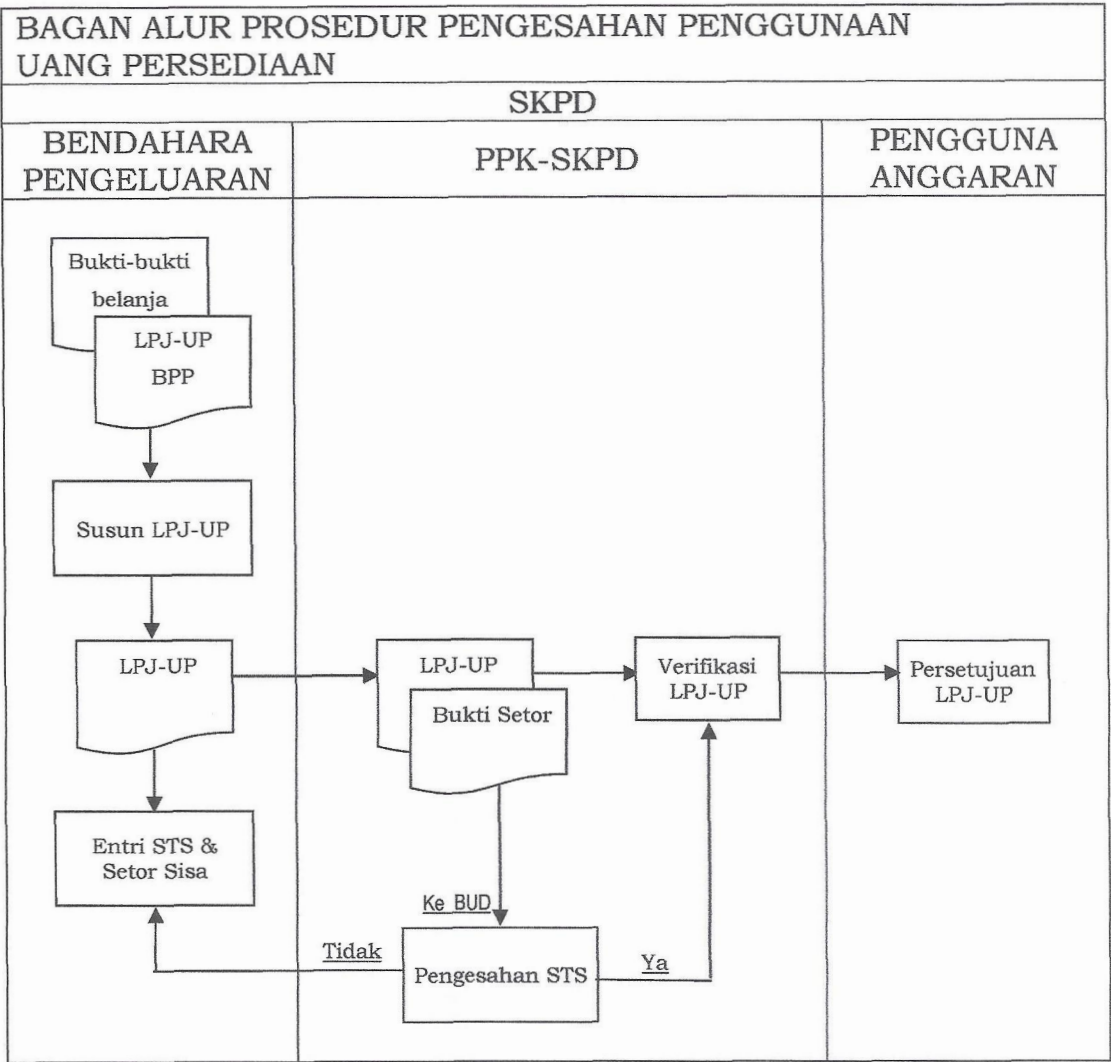 BAGAN ALUR PROSEDUR PENGESAHAN PENGGUNAAN
UANG PERSEDIAAN
SKPD
BENDAHARA
PENGELUARAN
PPK-SKPD
PENGGUNA
ANGGARAN
Bukti-bukti
belanja
LPJ-UP
BPP
Susun LPJ-UP
LPJ-UP
LPJ-UP
Bukti Setor
Verifikasi
LPJ-UP
Persetujuan
LPJ-UP
Entri STS &
Setor Sisa
Ke BUD
Tidak
Pengesahan STS
Ya